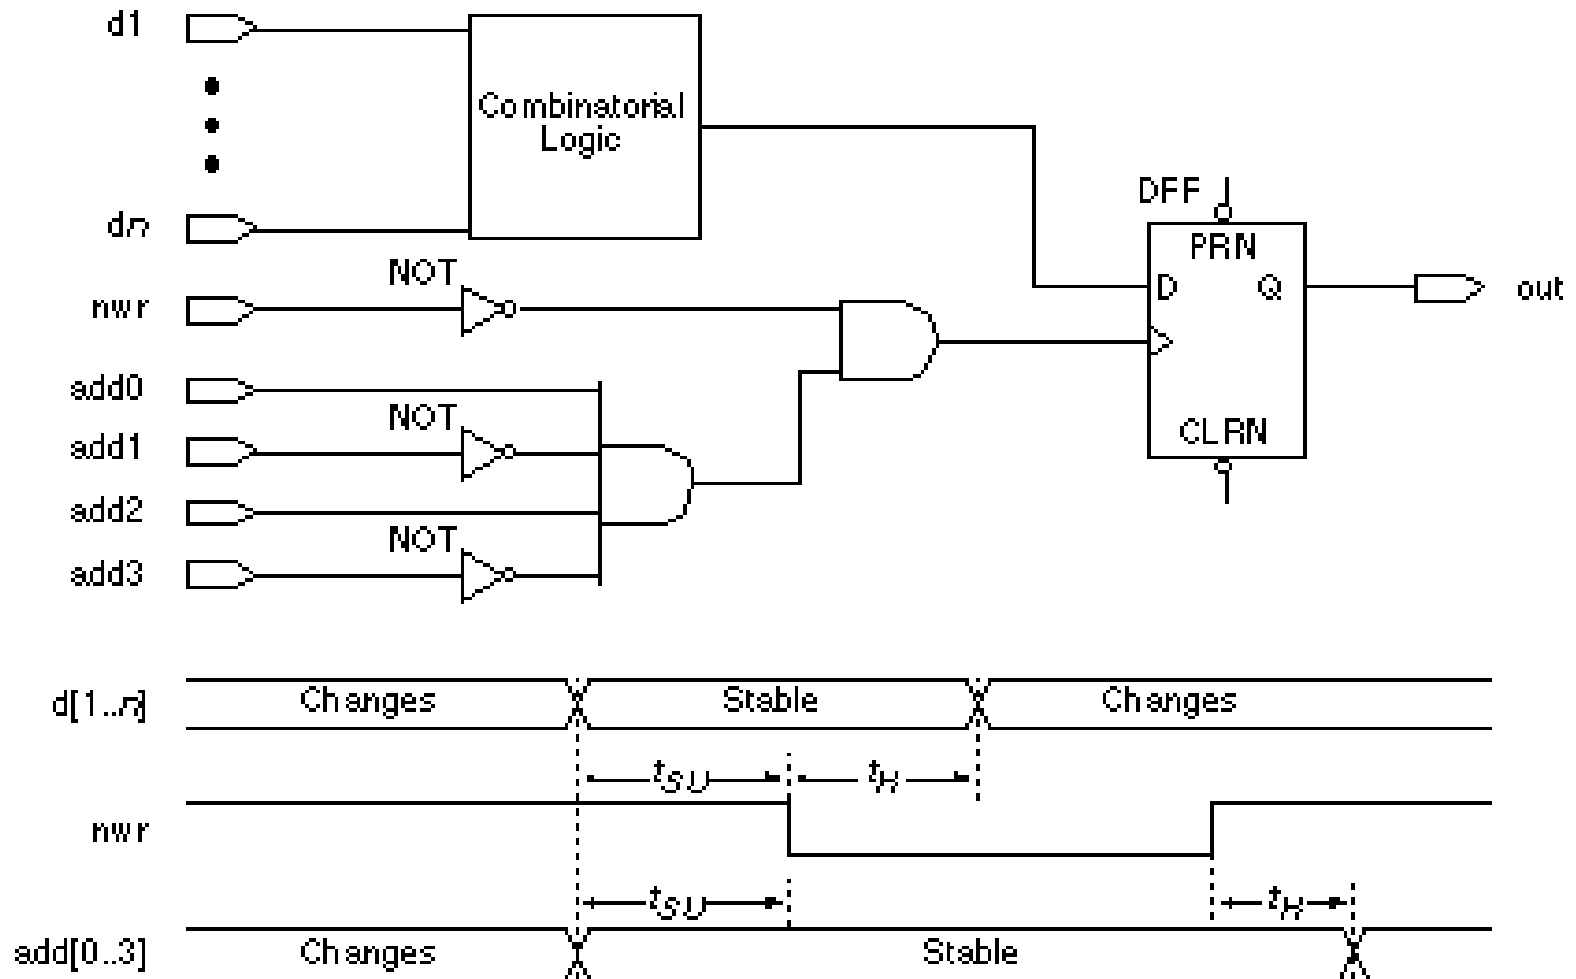 d1
Combinatorial
Logic
dn
DFF
PRN
NOT
nwr
D
Q
out
add0
NOT
add1
CLRN
add2
NOT
add3
d[1..n]
Changes
Stable
Changes
tSU
tH
nwr
tSU
tH
add[0..3]
Changes
Stable